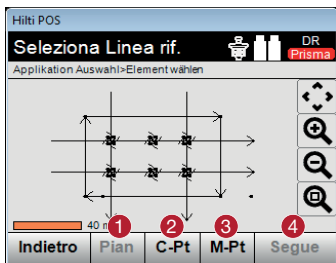 Hilti POS
Seleziona Linea rif.
DR
Prisma
Applikation Auswahl>Element wählen
40 m
1 2 3 4
Indietro Pian C-Pt M-Pt Segue